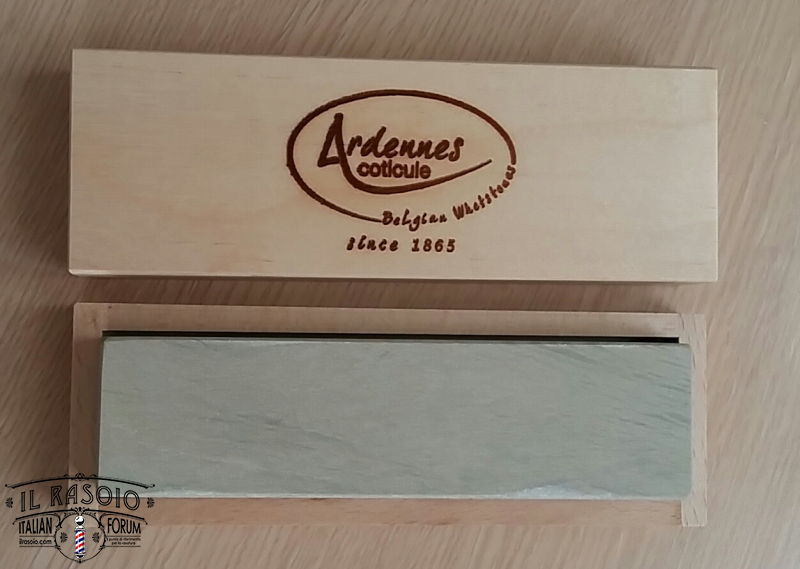 Ardennes
coticule
Belgian Whetstones
since 1865
IL RASOIO
ITALIAN FORUM
ilrasoio.com